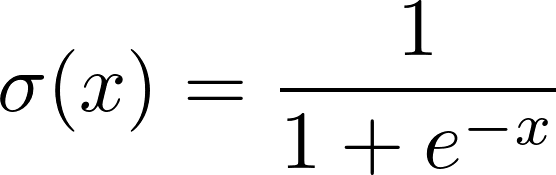 σ(x) = 1 / (1 + e^{-x})